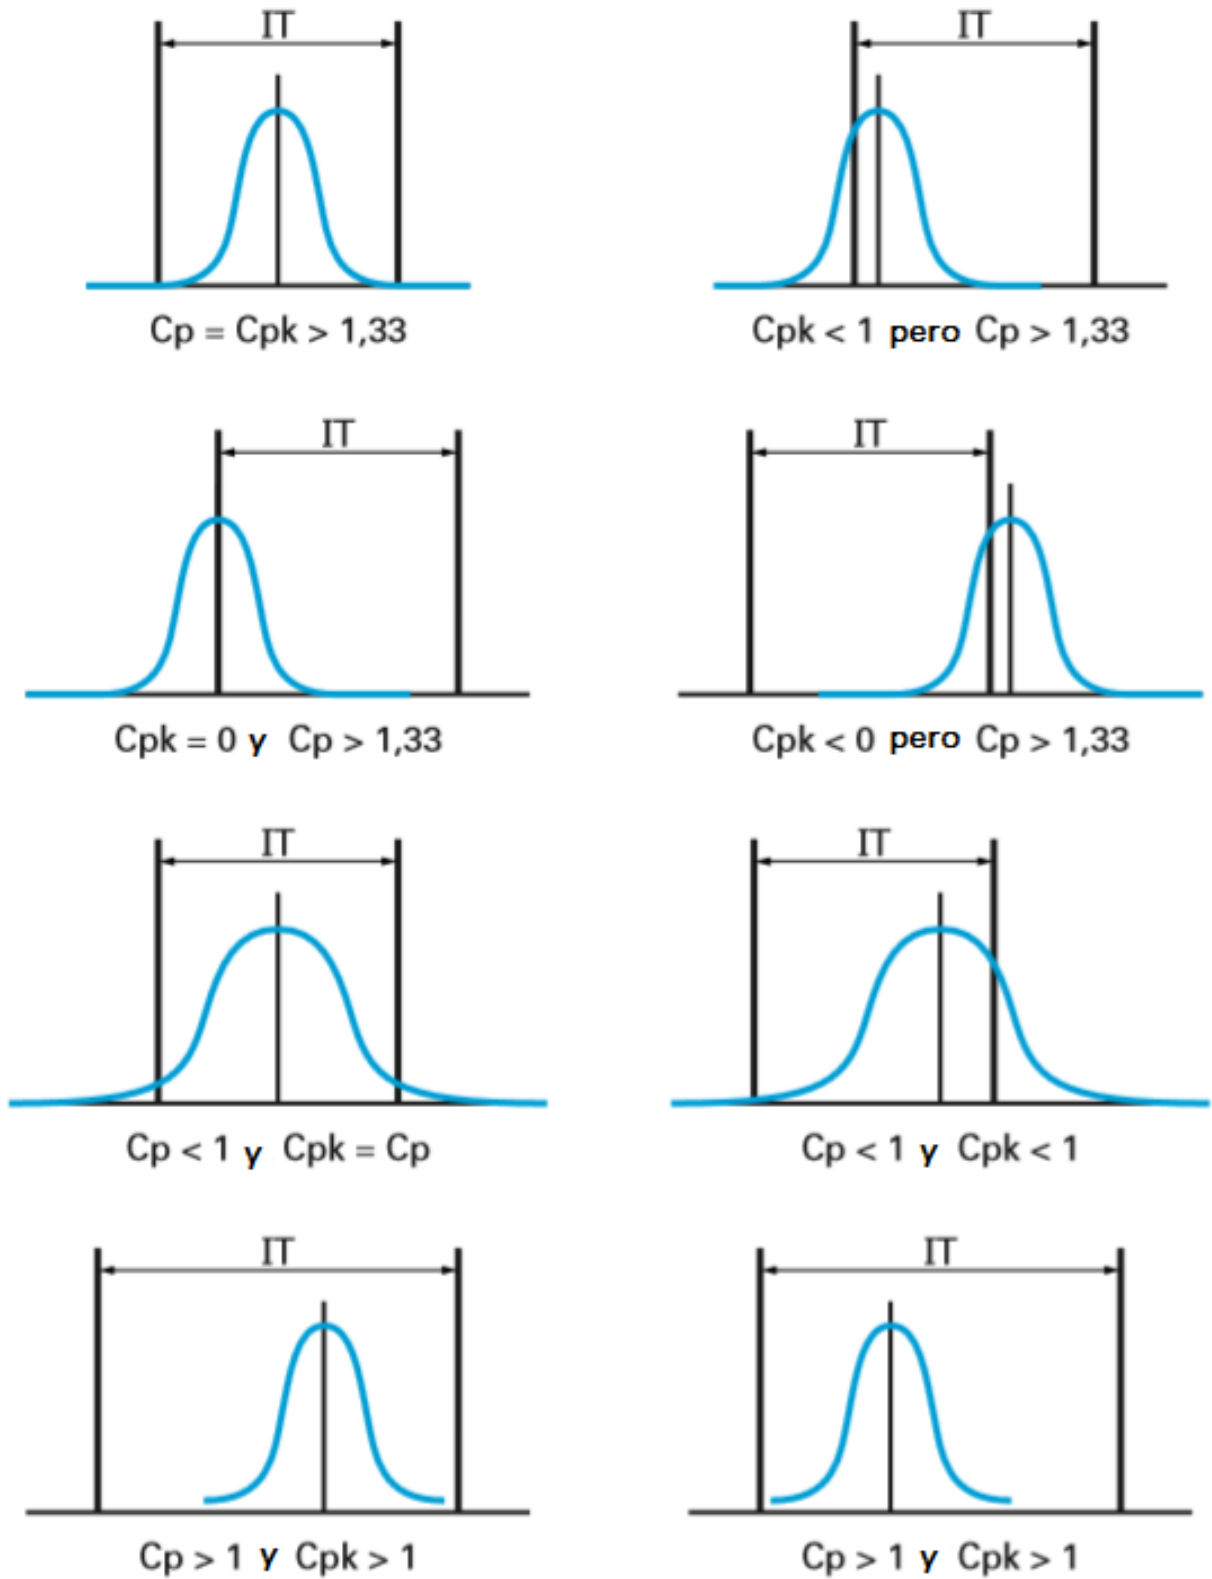 IT
IT
Cp = Cpk > 1,33
Cpk < 1 pero Cp > 1,33
IT
IT
Cpk = 0 y Cp > 1,33
Cpk < 0 pero Cp > 1,33
IT
IT
Cp < 1 y Cpk = Cp
Cp < 1 y Cpk < 1
IT
IT
Cp > 1 y Cpk > 1
Cp > 1 y Cpk > 1